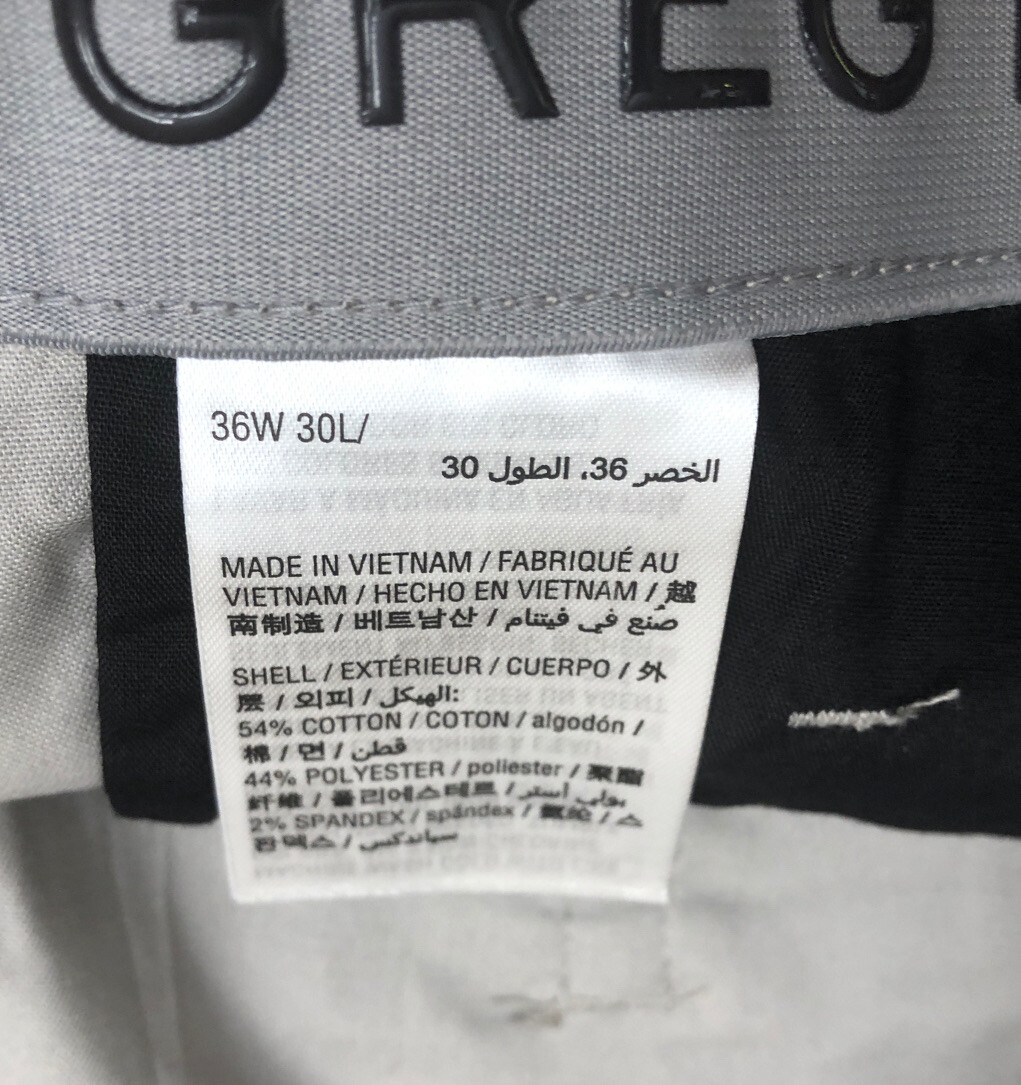 GREG
36W 30L/
الخصر 36، الطول 30
MADE IN VIETNAM / FABRIQUÉ AU
VIETNAM / HECHO EN VIETNAM / 越
南制造 / 베트남산 / صُنع في فيتنام
SHELL / EXTÉRIEUR / CUERPO / 外
层 / 외피 / الهيكل:
54% COTTON / COTON / algodón /
棉 / 면 / قطن
44% POLYESTER / poliester / 聚酯
纤维 / 폴리에스테르 / بولي استر
2% SPANDEX / spándex / 氨纶 / 스
판덱스 / سباندكس